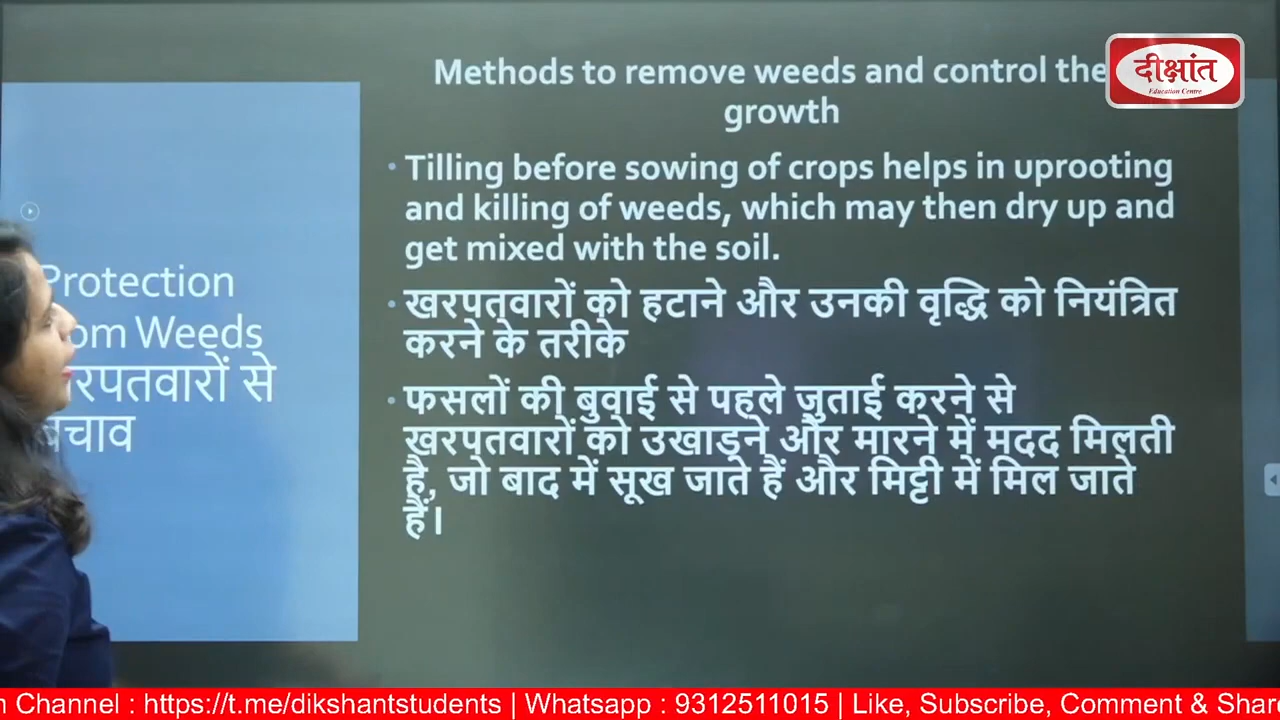 Methods to remove weeds and control the
growth
दीक्षांत
Education Centre
Tilling before sowing of crops helps in uprooting
and killing of weeds, which may then dry up and
get mixed with the soil.
खरपतवारों को हटाने और उनकी वृद्धि को नियंत्रित
करने के तरीके
फसलों की बुवाई से पहले जुताई करने से
खरपतवारों को उखाड़ने और मारने में मदद मिलती
है, जो बाद में सूख जाते हैं और मिट्टी में मिल जाते
हैं।
Protection
om Weeds
रपतवारों से
चाव
Channel : https://t.me/dikshantstudents | Whatsapp : 9312511015 | Like, Subscribe, Comment & Shar